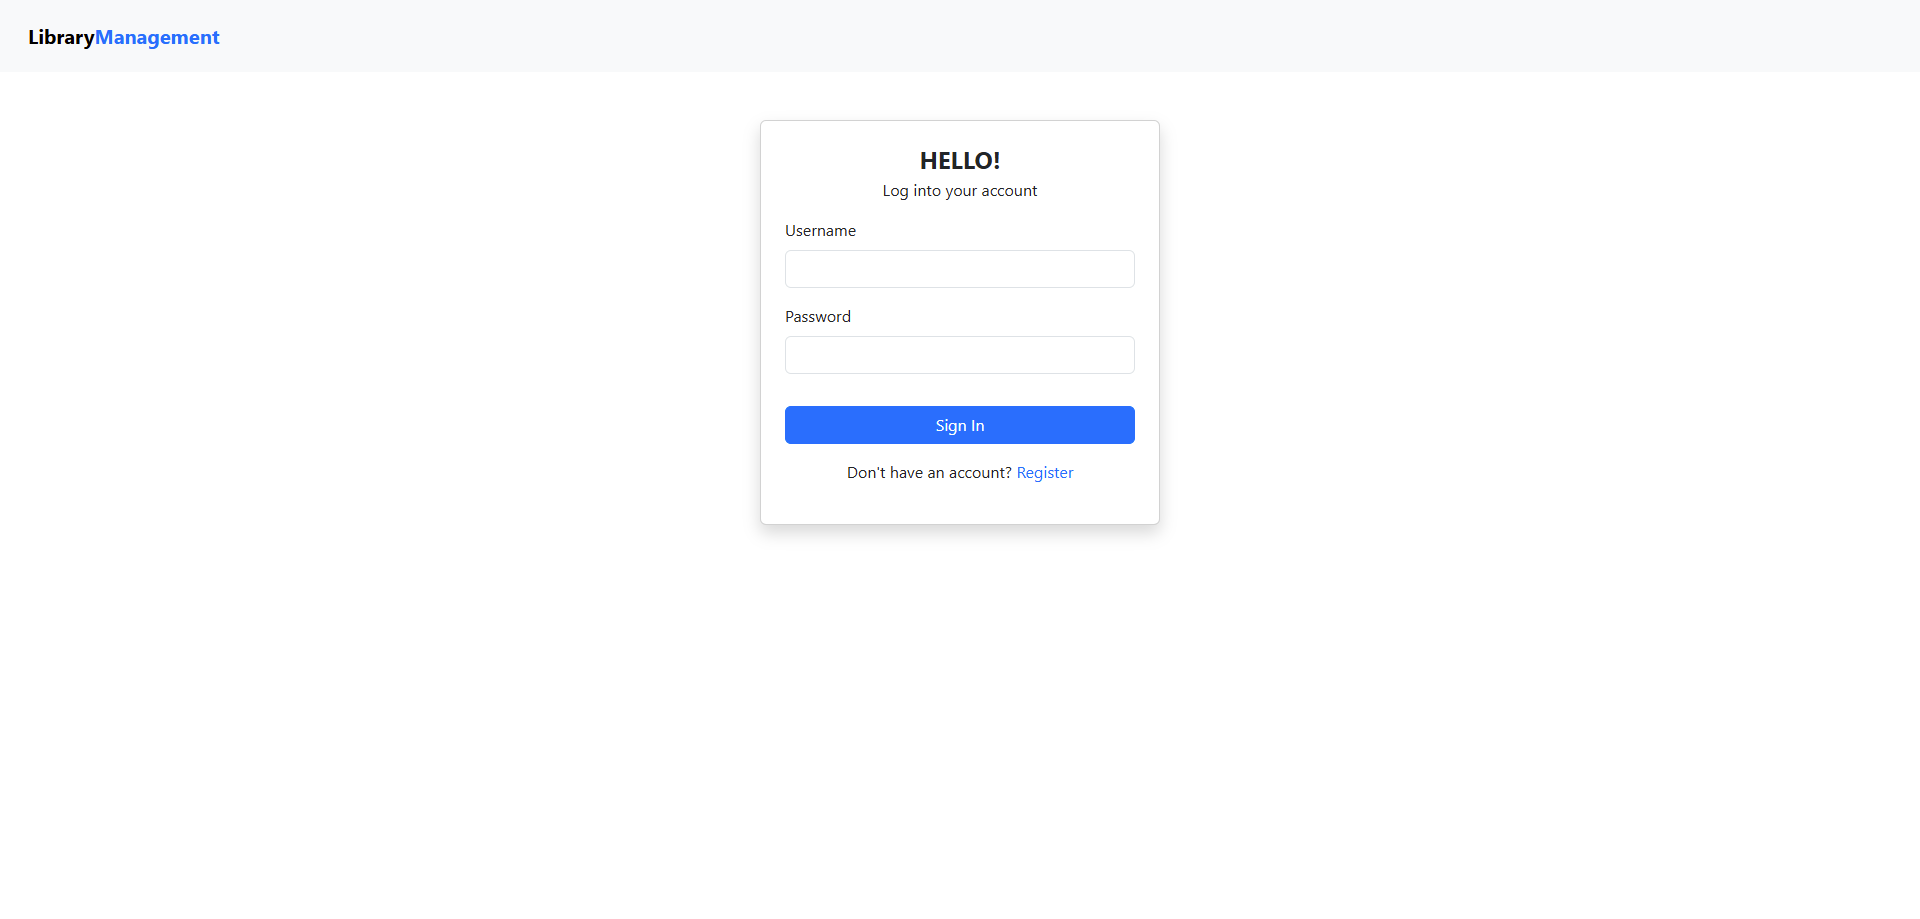 LibraryManagement
HELLO!
Log into your account
Username
Password
Sign In
Don't have an account? Register